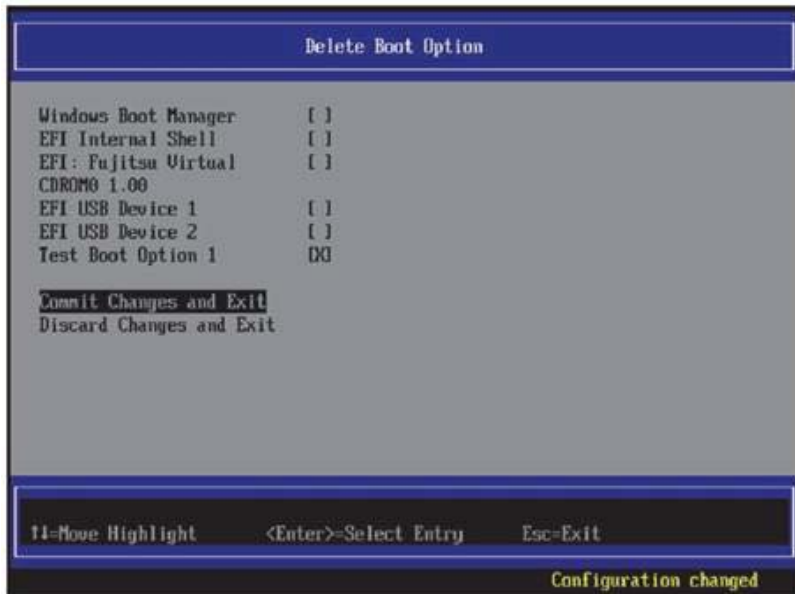 Delete Boot Option
Windows Boot Manager [ ]
EFI Internal Shell [ ]
EFI: Fujitsu Virtual [ ]
CDROM0 1.00
EFI USB Device 1 [ ]
EFI USB Device 2 [ ]
Test Boot Option 1 [X]
Commit Changes and Exit
Discard Changes and Exit
↑↓=Move Highlight <Enter>=Select Entry Esc=Exit
Configuration changed